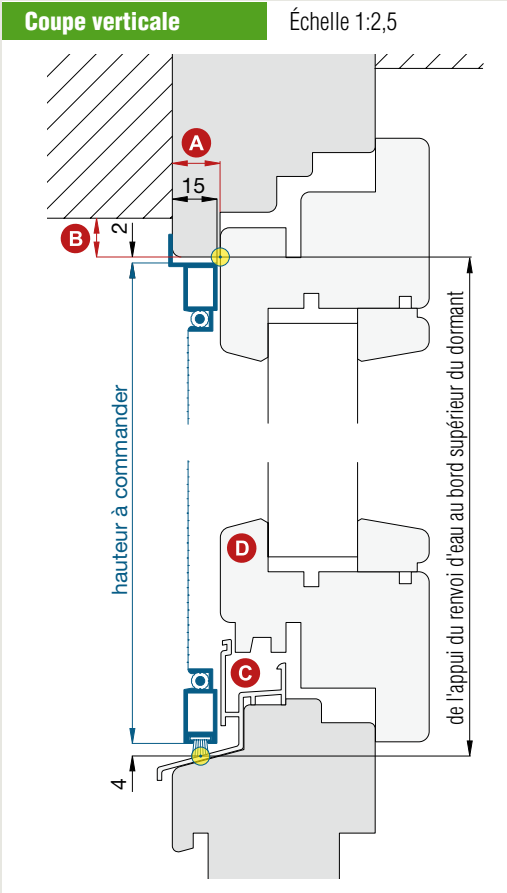 Coupe verticale
Échelle 1:2,5
A
15
B
2
hauteur à commander
de l'appui du renvoi d'eau au bord supérieur du dormant
D
C
4